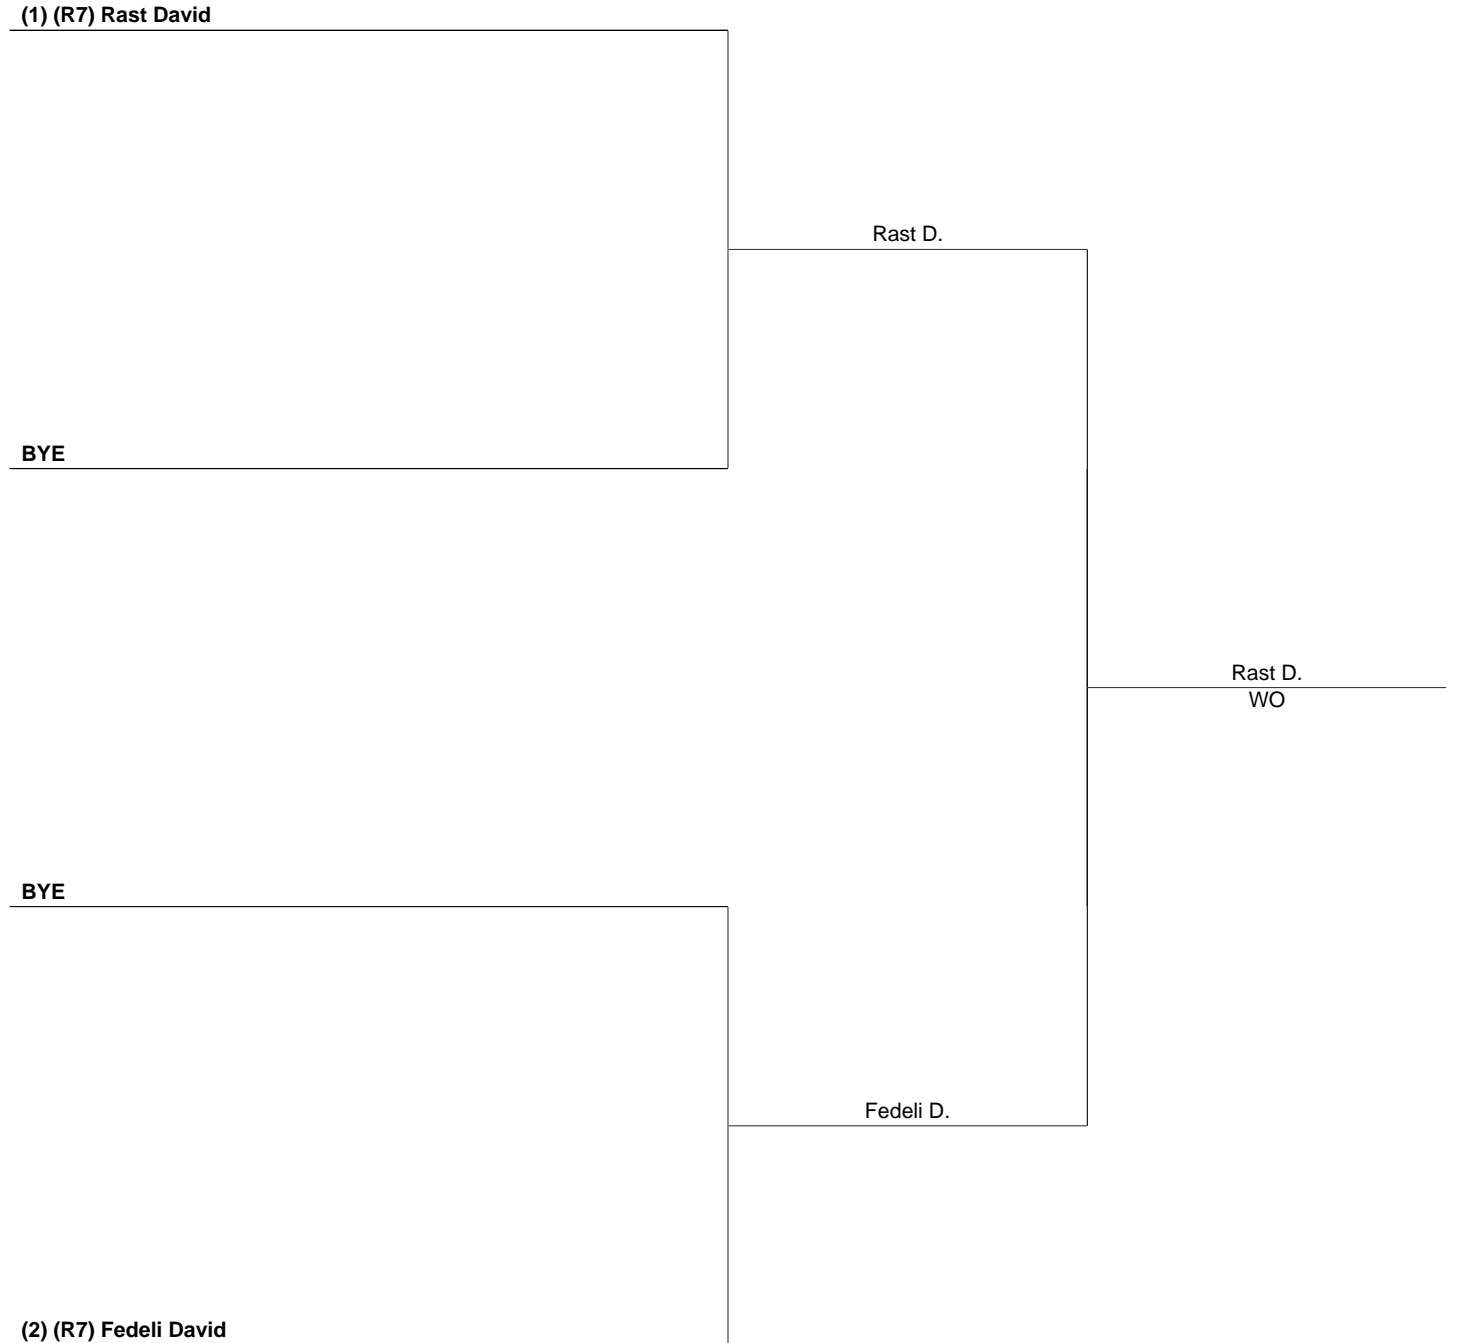 (1) (R7) Rast David
Rast D.
BYE
Rast D.
WO
BYE
Fedeli D.
(2) (R7) Fedeli David